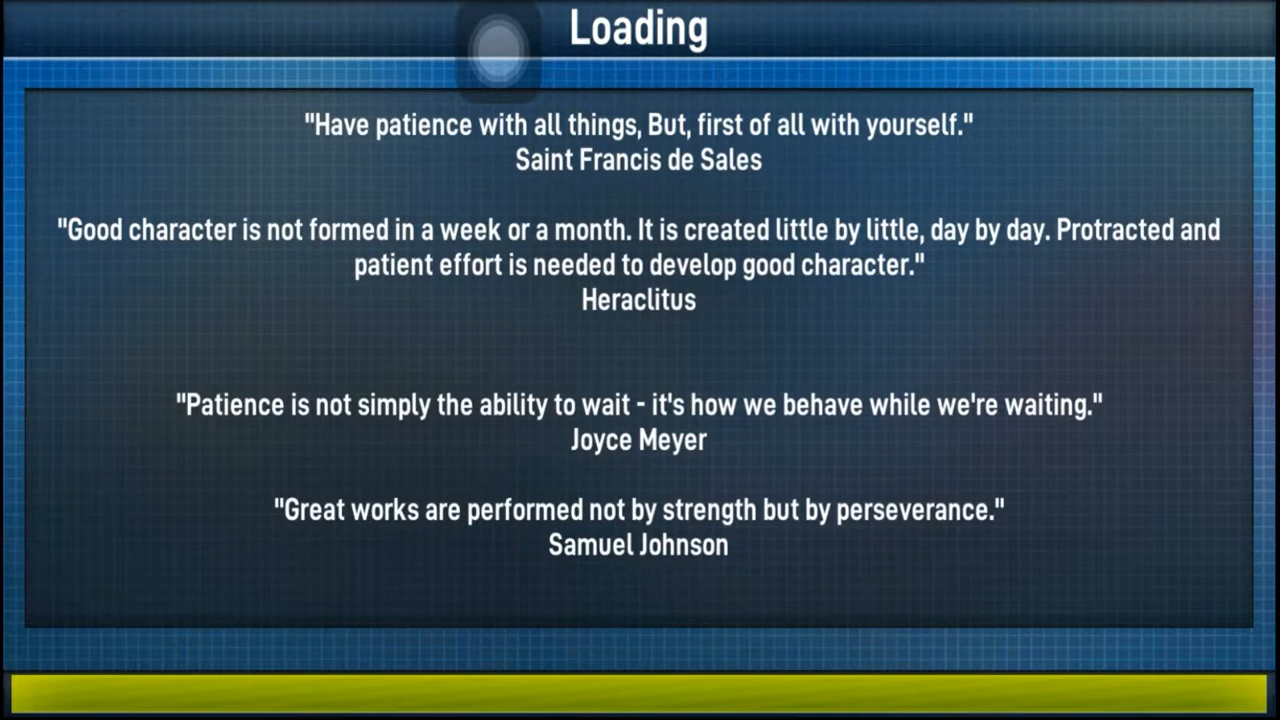 Loading
"Have patience with all things, But, first of all with yourself."
Saint Francis de Sales
"Good character is not formed in a week or a month. It is created little by little, day by day. Protracted and
patient effort is needed to develop good character."
Heraclitus
"Patience is not simply the ability to wait - it's how we behave while we're waiting."
Joyce Meyer
"Great works are performed not by strength but by perseverance."
Samuel Johnson